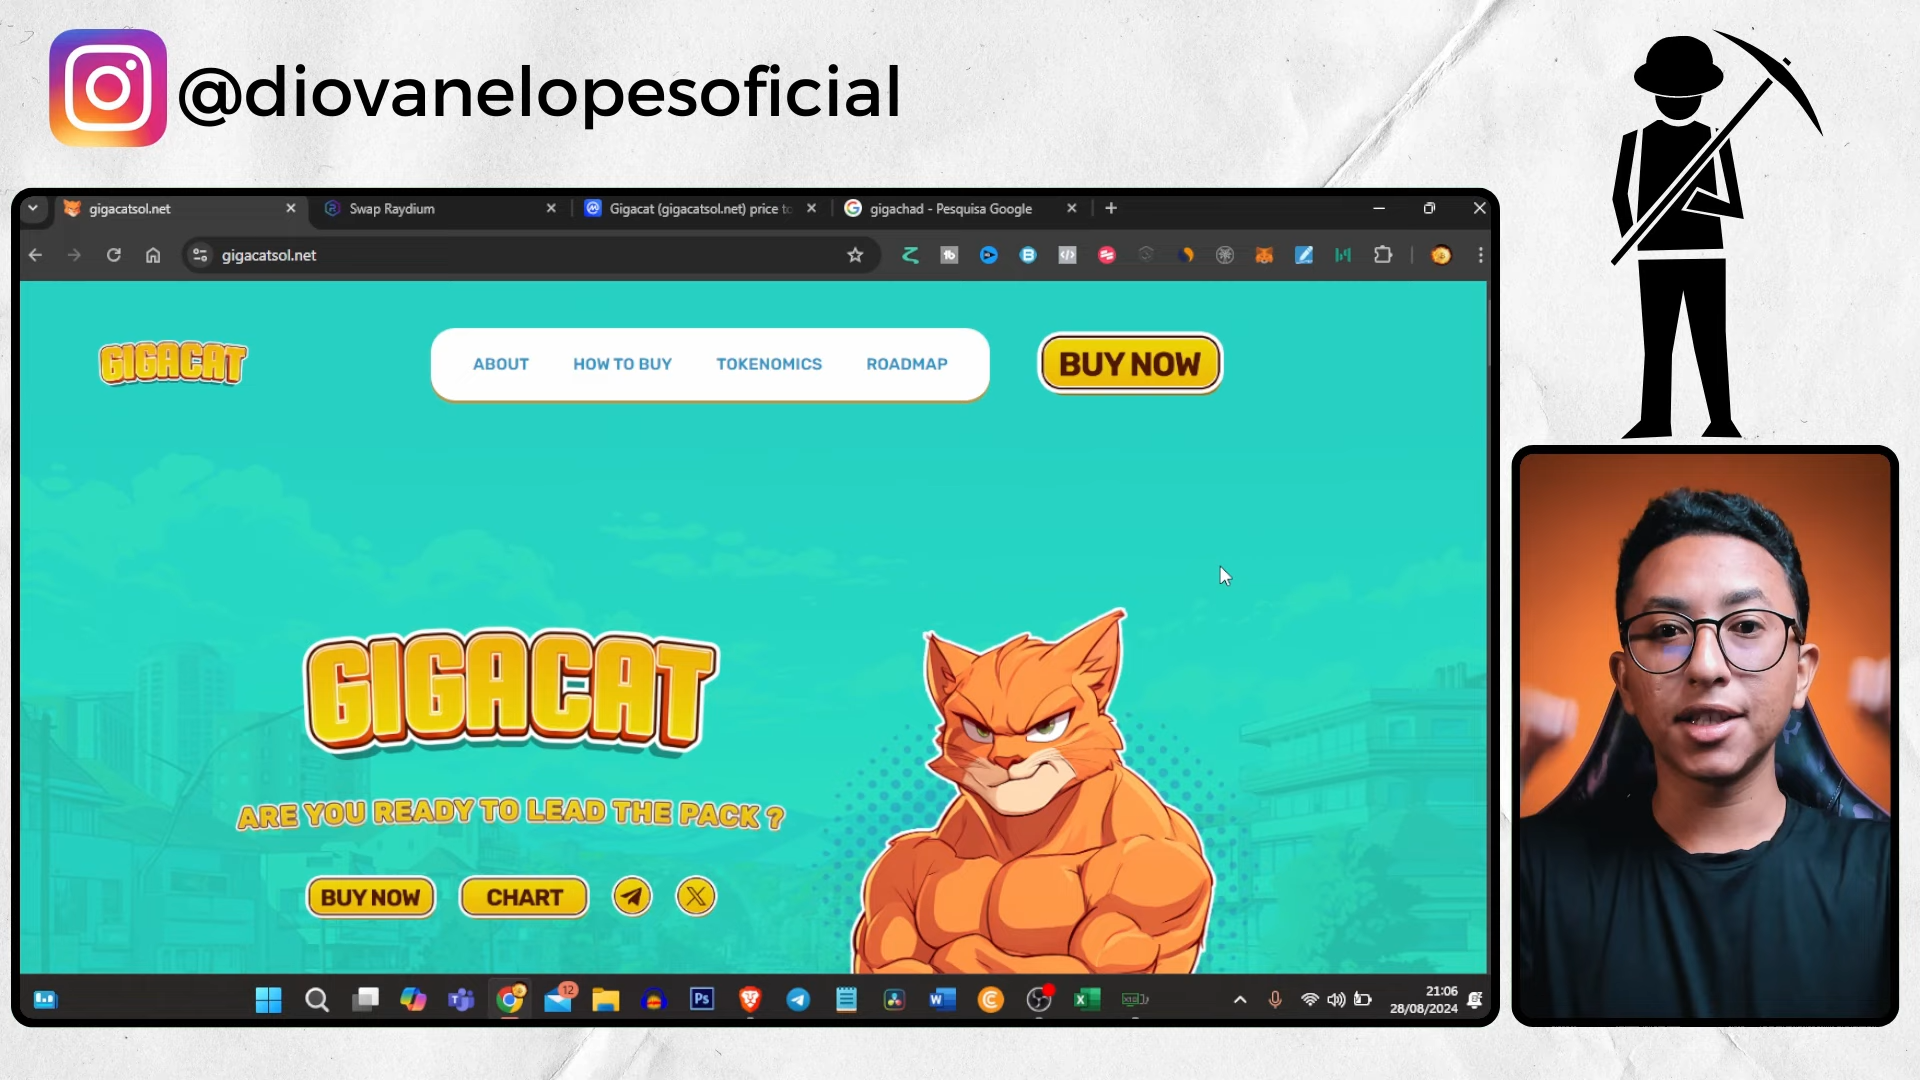 @diovanelopesoficial
gigacatsol.net
Swap Raydium
Gigacat (gigacatsol.net) price to
gigachad - Pesquisa Google
gigacatsol.net
GIGACAT
ABOUT
HOW TO BUY
TOKENOMICS
ROADMAP
BUY NOW
GIGACAT
ARE YOU READY TO LEAD THE PACK ?
BUY NOW
CHART
12
21:06
28/08/2024